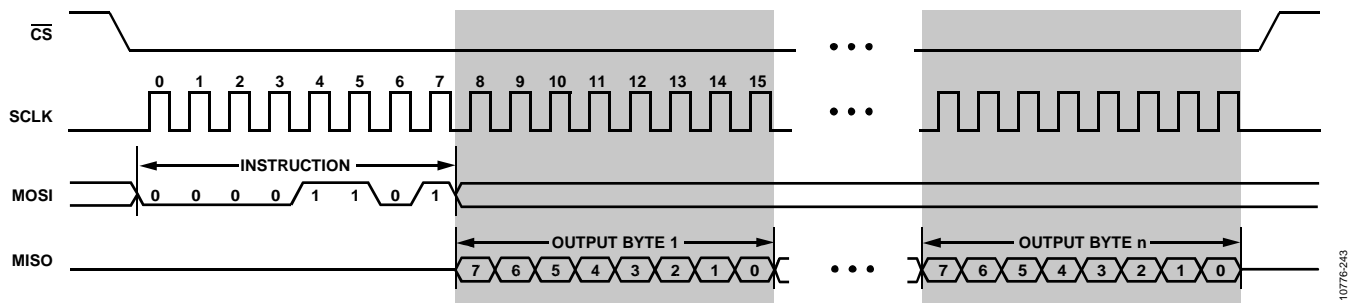 CS
0 1 2 3 4 5 6 7 8 9 10 11 12 13 14 15
SCLK
INSTRUCTION
MOSI
0 0 0 0 1 1 0 1
OUTPUT BYTE 1
OUTPUT BYTE n
MISO
7 6 5 4 3 2 1 0
7 6 5 4 3 2 1 0
10776-243